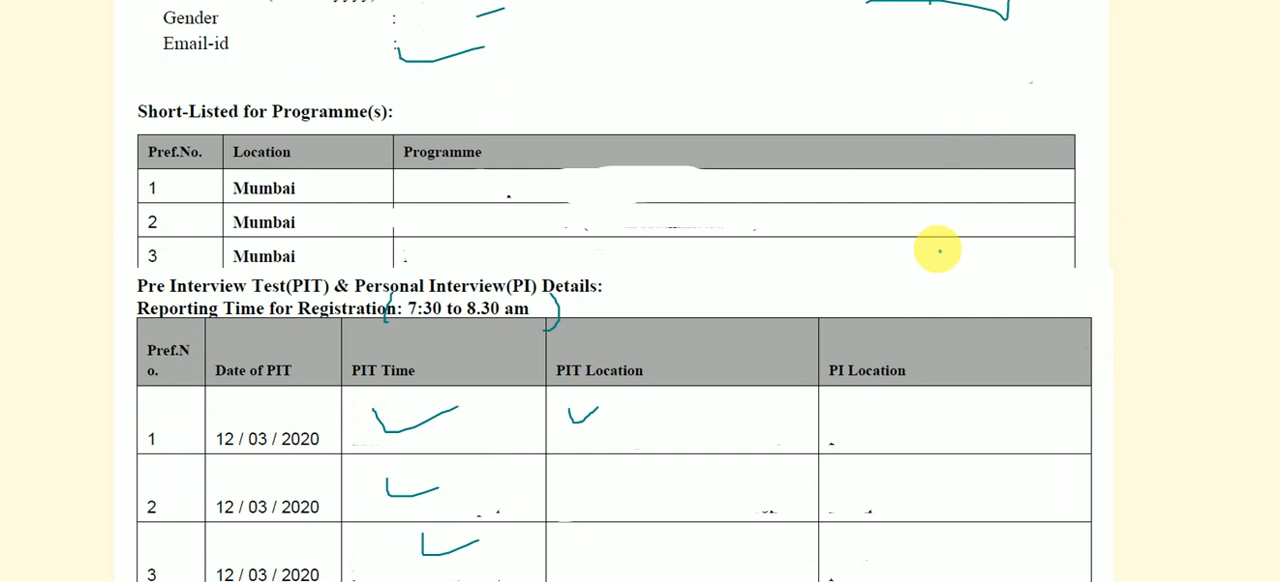 Gender :
Email-id :
Short-Listed for Programme(s):
Pref.No. Location Programme
1 Mumbai
2 Mumbai
3 Mumbai
Pre Interview Test(PIT) & Personal Interview(PI) Details:
Reporting Time for Registration: 7:30 to 8.30 am
Pref.N
o. Date of PIT PIT Time PIT Location PI Location
1 12 / 03 / 2020
2 12 / 03 / 2020
3 12 / 03 / 2020